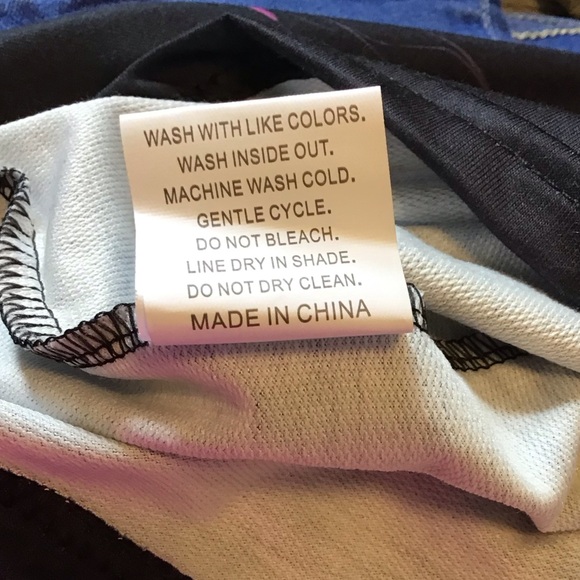 WASH WITH LIKE COLORS.
WASH INSIDE OUT.
MACHINE WASH COLD.
GENTLE CYCLE.
DO NOT BLEACH.
LINE DRY IN SHADE.
DO NOT DRY CLEAN.
MADE IN CHINA